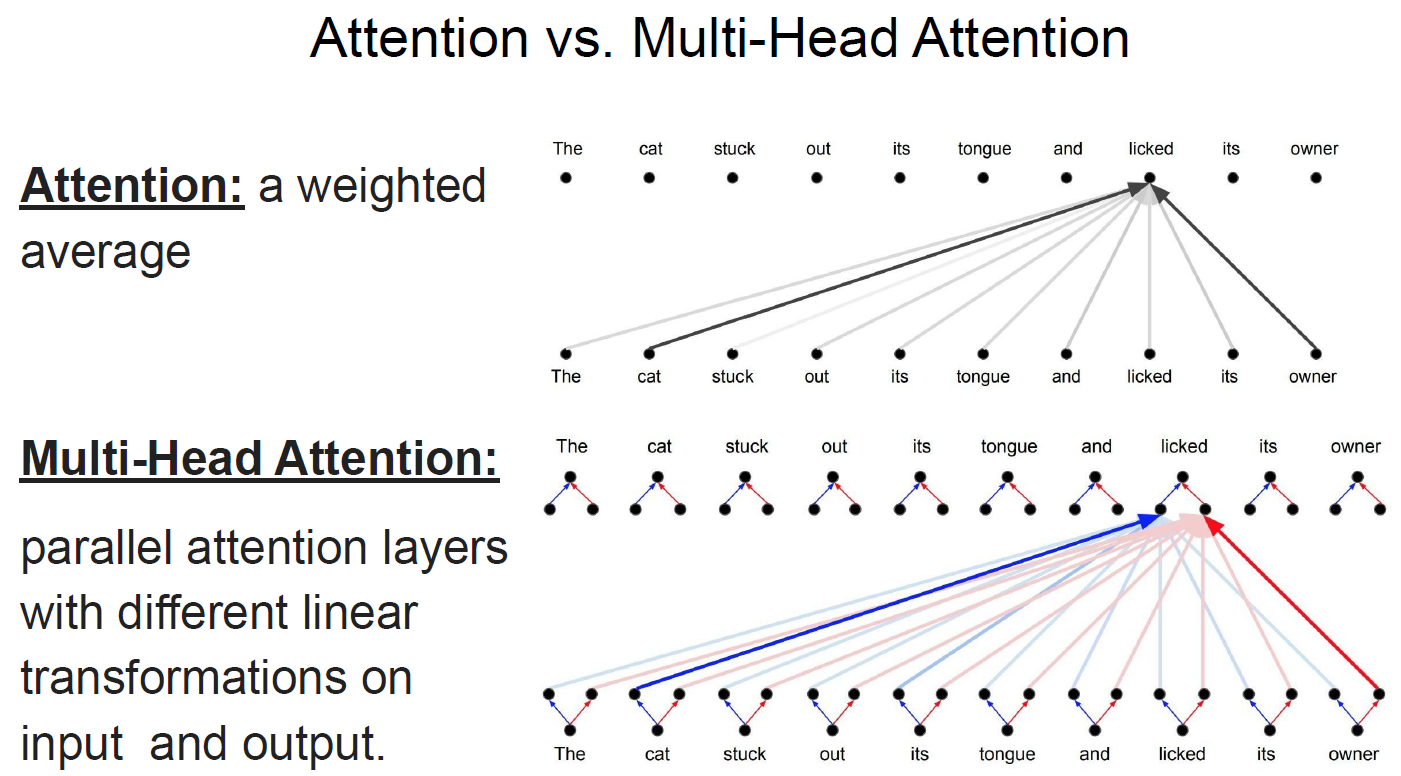 Attention vs. Multi-Head Attention
Attention: a weighted
average
The cat stuck out its tongue and licked its owner
The cat stuck out its tongue and licked its owner
Multi-Head Attention:
parallel attention layers
with different linear
transformations on
input and output.
The cat stuck out its tongue and licked its owner
The cat stuck out its tongue and licked its owner